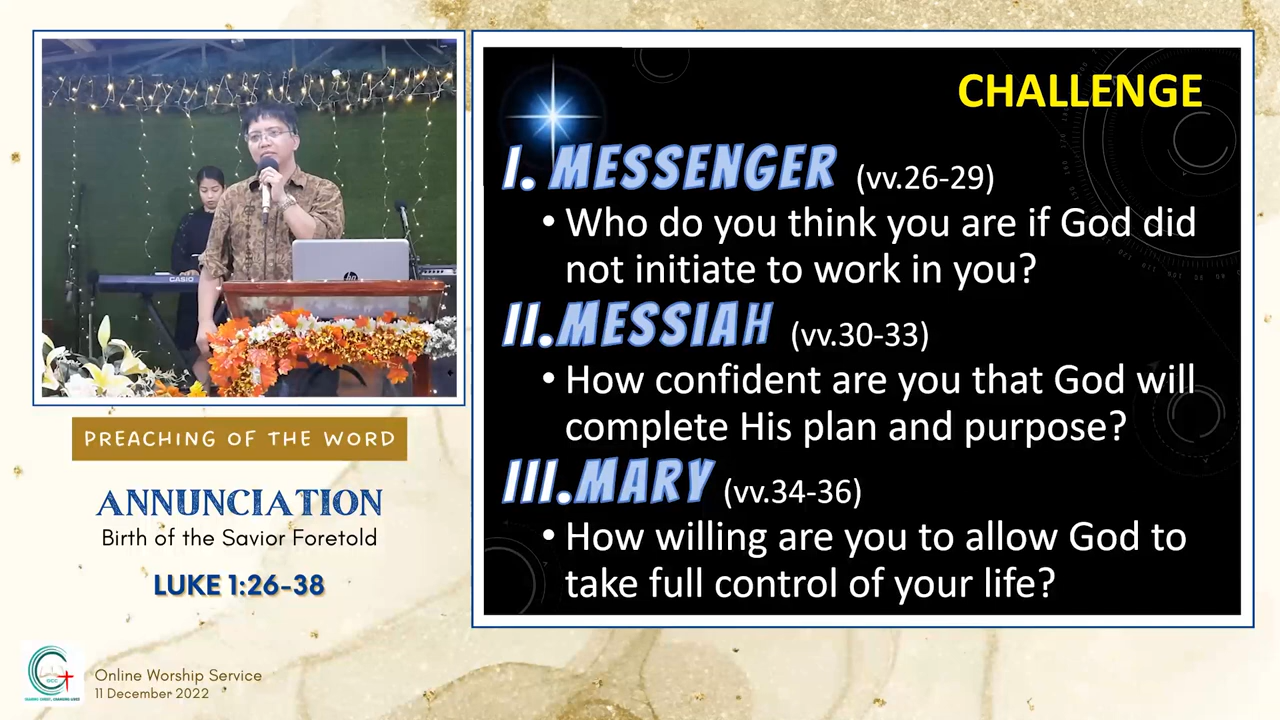 CHALLENGE
I. MESSENGER (vv.26-29)
• Who do you think you are if God did
not initiate to work in you?
II.MESSIAH (vv.30-33)
• How confident are you that God will
complete His plan and purpose?
III.MARY (vv.34-36)
• How willing are you to allow God to
take full control of your life?
CASIO
hp
PREACHING OF THE WORD
ANNUNCIATION
Birth of the Savior Foretold
LUKE 1:26-38
Online Worship Service
11 December 2022